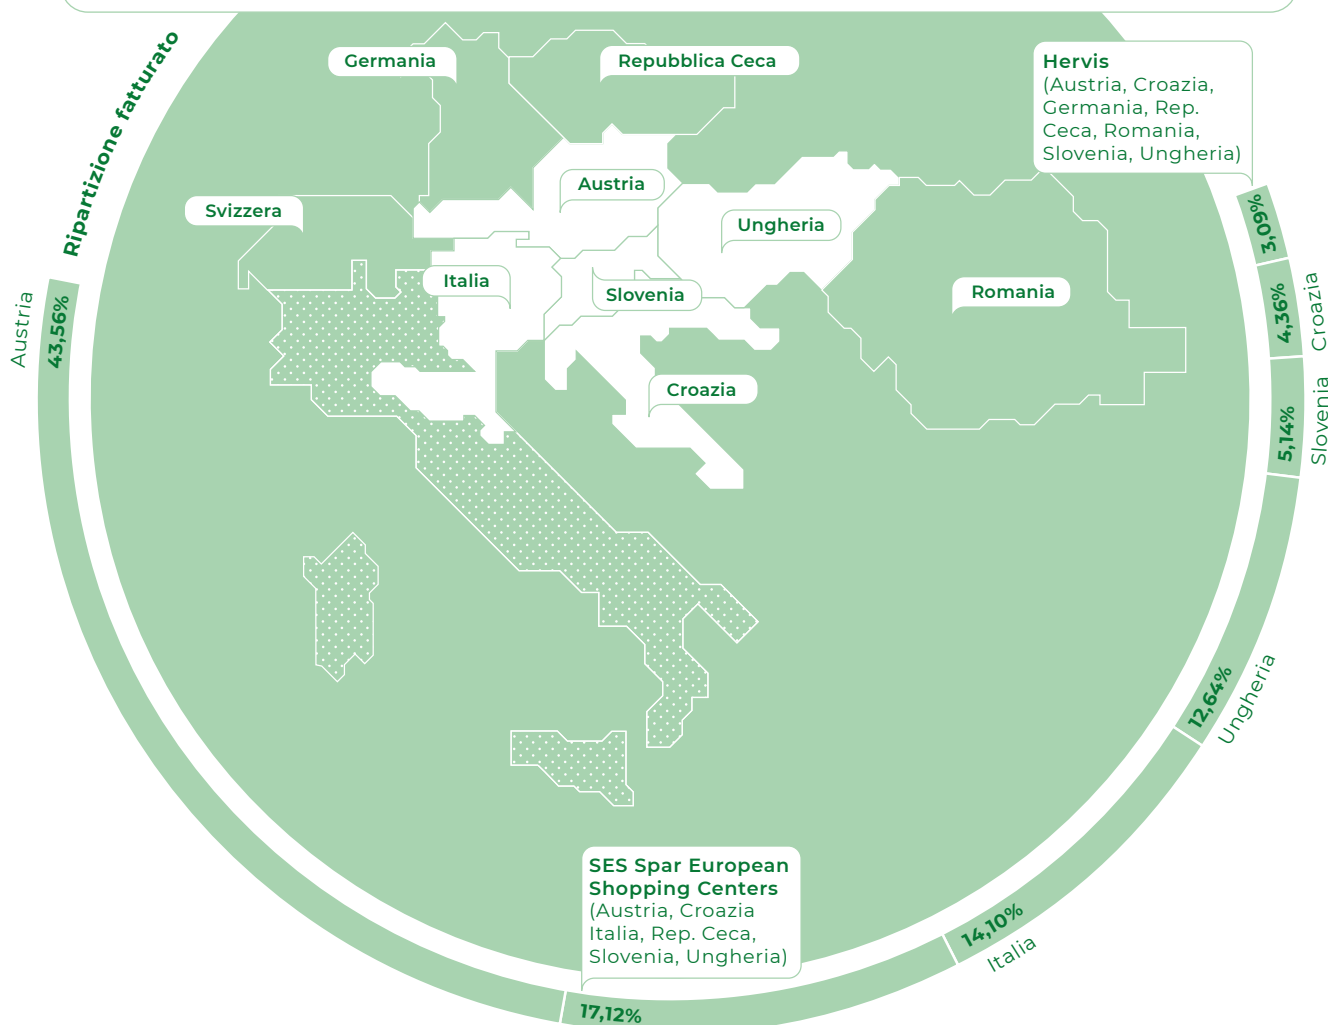 Ripartizione fatturato
Germania
Repubblica Ceca
Hervis
(Austria, Croazia,
Germania, Rep.
Ceca, Romania,
Slovenia, Ungheria)
Austria
Svizzera
Ungheria
Italia
Slovenia
Romania
Croazia
Austria
43,56%
3,09%
4,36%
Croazia
5,14%
Slovenia
12,64%
Ungheria
14,10%
Italia
SES Spar European
Shopping Centers
(Austria, Croazia
Italia, Rep. Ceca,
Slovenia, Ungheria)
17,12%